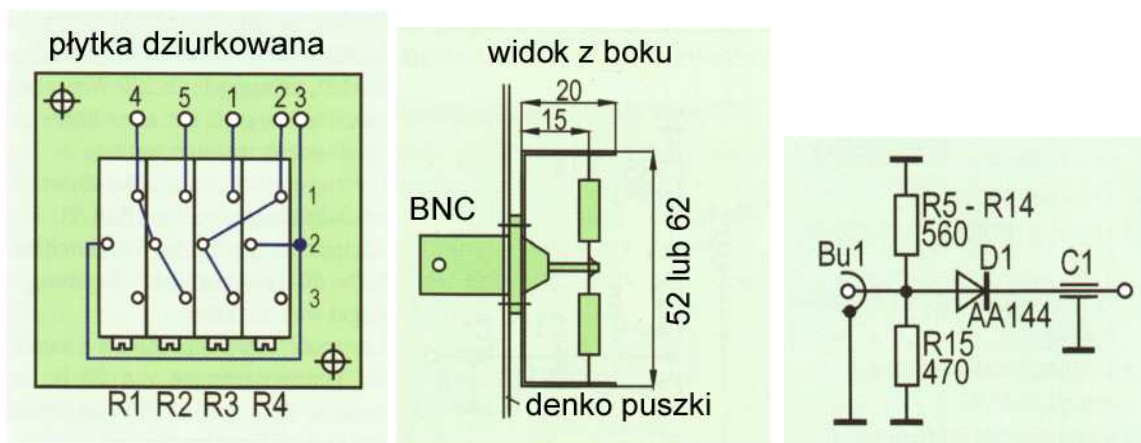 płytka dziurkowana
4 5 1 2 3
1
2
3
R1 R2 R3 R4
widok z boku
20
15
BNC
52 lub 62
denko puszki
R5 - R14
560
Bu1
D1
C1
AA144
R15
470